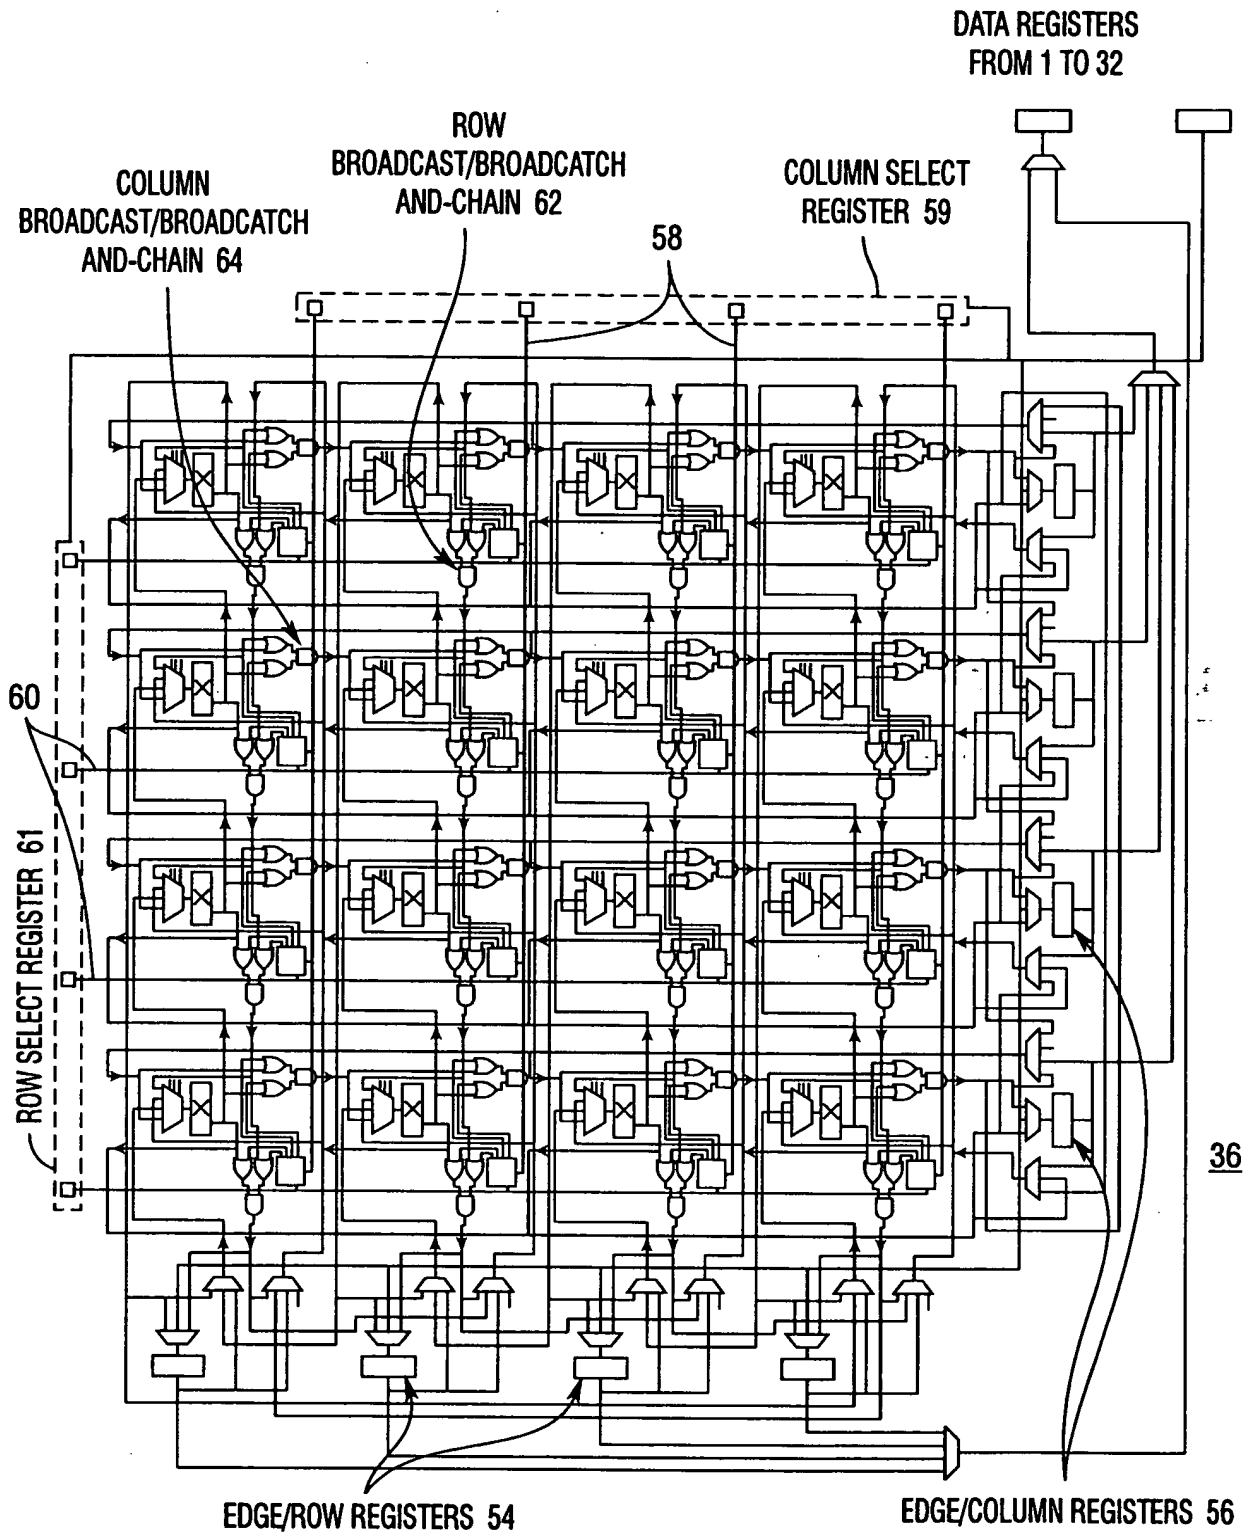 DATA REGISTERS
FROM 1 TO 32
ROW
BROADCAST/BROADCATCH
AND-CHAIN 62
COLUMN
BROADCAST/BROADCATCH
AND-CHAIN 64
COLUMN SELECT
REGISTER 59
58
60
ROW SELECT REGISTER 61
36
EDGE/ROW REGISTERS 54
EDGE/COLUMN REGISTERS 56